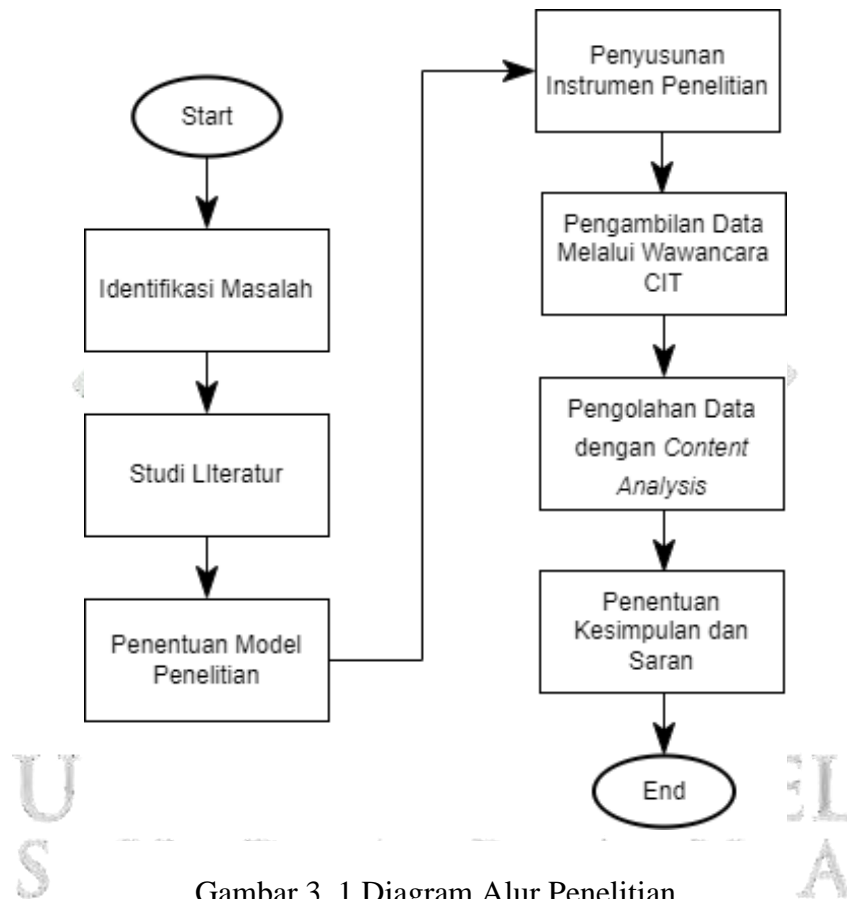 Start
Identifikasi Masalah
Studi LIteratur
Penentuan Model
Penelitian
Penyusunan
Instrumen Penelitian
Pengambilan Data
Melalui Wawancara
CIT
Pengolahan Data
dengan Content
Analysis
Penentuan
Kesimpulan dan
Saran
End
U EL
S A
Gambar 3. 1 Diagram Alur Penelitian